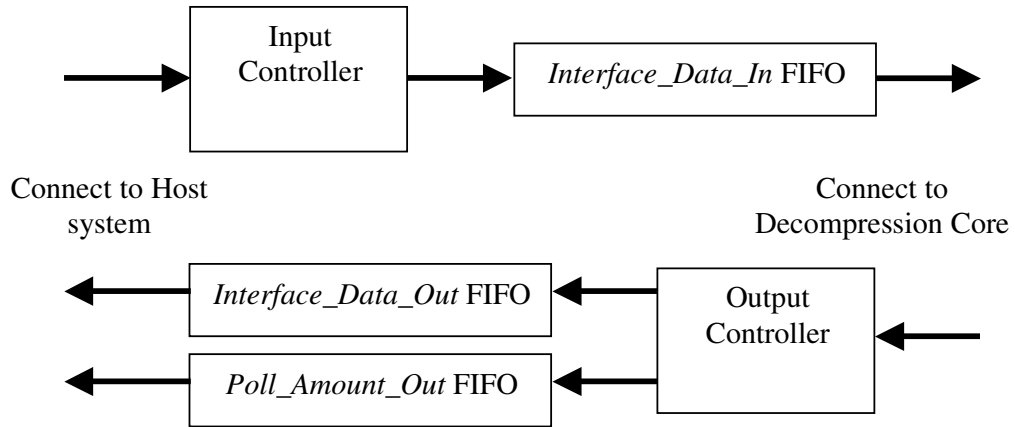 Input
Controller
Interface_Data_In FIFO
Connect to Host
system
Connect to
Decompression Core
Interface_Data_Out FIFO
Output
Controller
Poll_Amount_Out FIFO